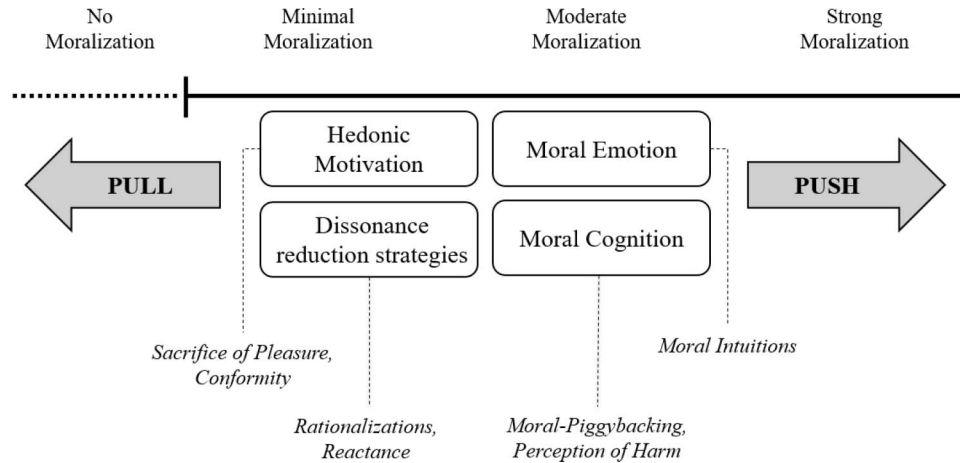 No
Moralization
Minimal
Moralization
Moderate
Moralization
Strong
Moralization
Hedonic
Motivation
Moral Emotion
PULL
PUSH
Dissonance
reduction strategies
Moral Cognition
Sacrifice of Pleasure,
Conformity
Moral Intuitions
Rationalizations,
Reactance
Moral-Piggybacking,
Perception of Harm